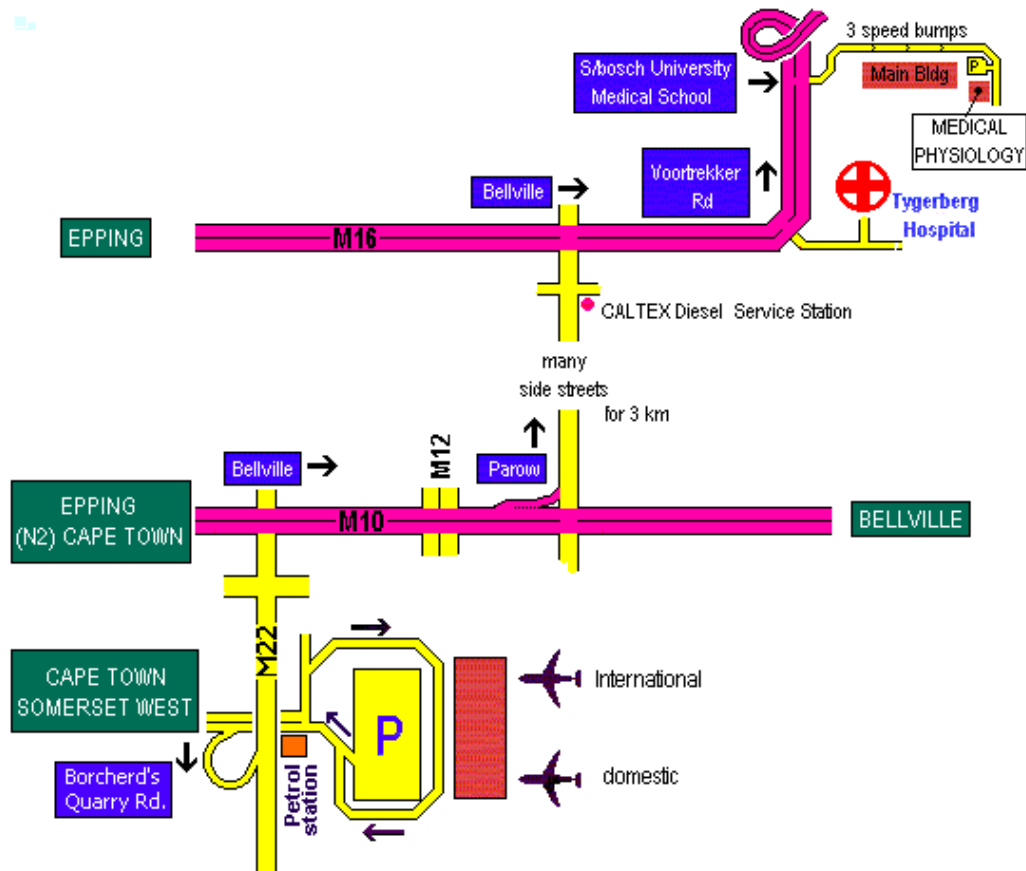 3 speed bumps
S/bosch University
Medical School
Main Bldg
P
MEDICAL
PHYSIOLOGY
Voortrekker
Rd
Bellville
Tygerberg
Hospital
EPPING
M16
CALTEX Diesel Service Station
many
side streets
for 3 km
M12
Bellville
Parow
EPPING
(N2) CAPE TOWN
M10
BELLVILLE
M22
CAPE TOWN
SOMERSET WEST
International
P
domestic
Borcherd's
Quarry Rd.
Petrol
station